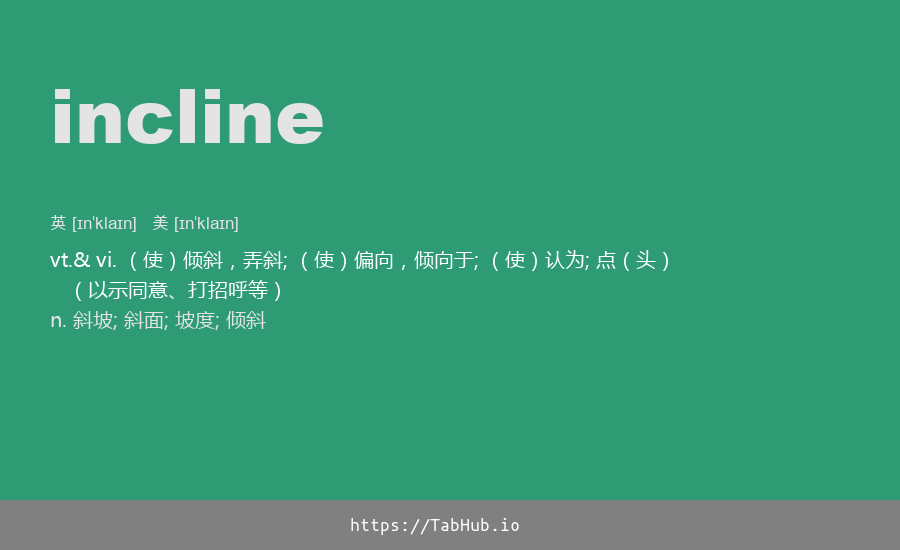 incline
英 [ɪn'klaɪn] 美 [ɪn'klaɪn]
vt.& vi. （使）倾斜，弄斜; （使）偏向，倾向于; （使）认为; 点（头）
（以示同意、打招呼等）
n. 斜坡; 斜面; 坡度; 倾斜
https://TabHub.io